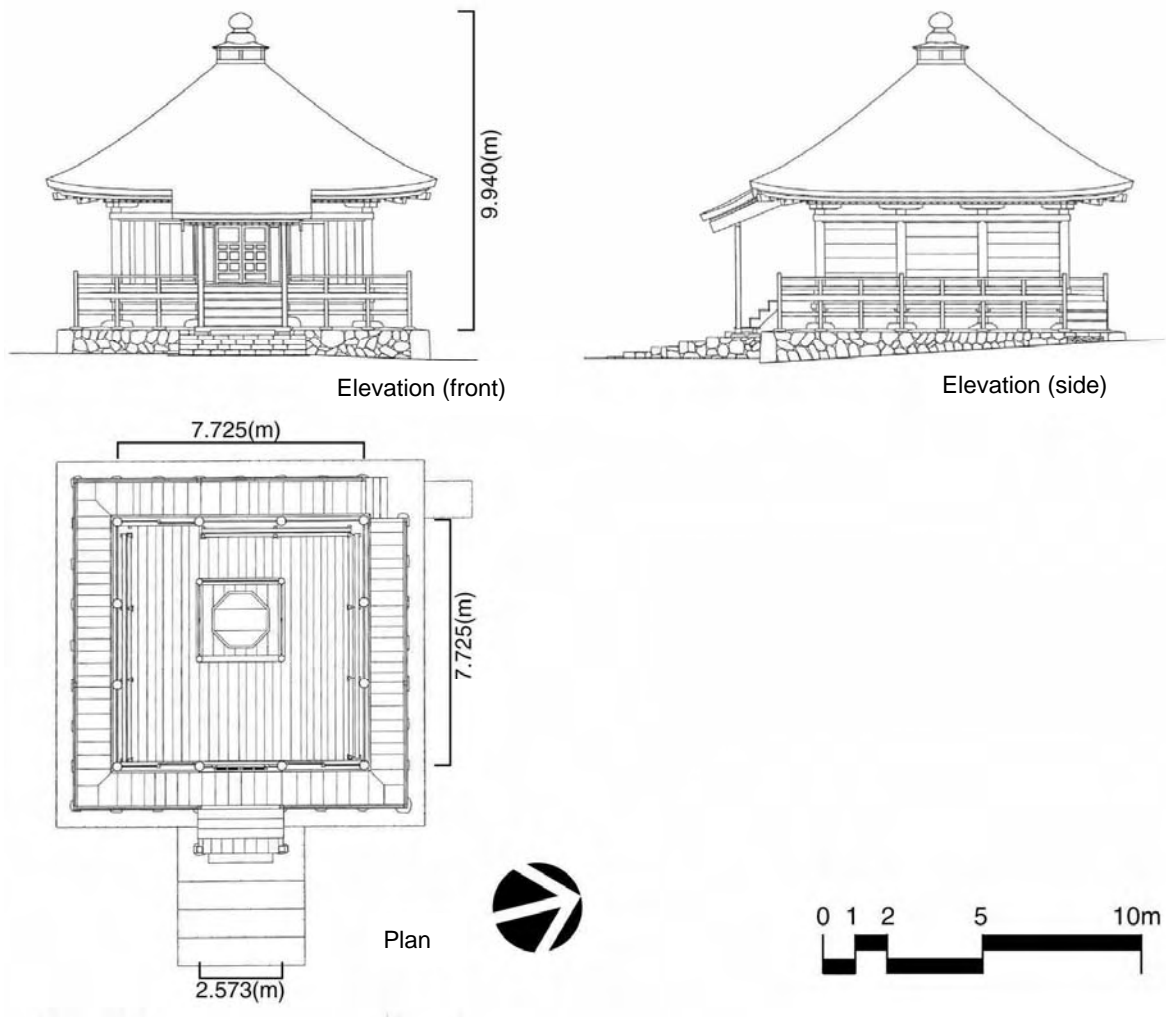 9.940(m)
Elevation (front)
Elevation (side)
7.725(m)
7.725(m)
Plan
2.573(m)
0 1 2 5 10m